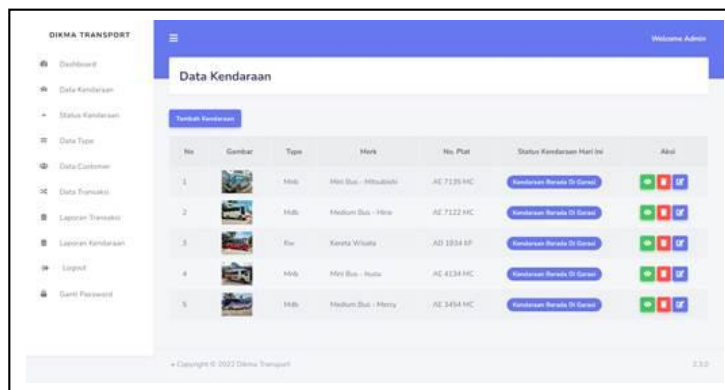 DIKMA TRANSPORT
Welcome Admin
Dashboard
Data Kendaraan
Status Kendaraan
Data Type
Data Customer
Data Transaksi
Laporan Transaksi
Laporan Kendaraan
Logout
Ganti Password
Data Kendaraan
Tambah Kendaraan
No Gambar Type Merk No. Plat Status Kendaraan Hari Ini Aksi
1 Mnb Mini Bus - Mitsubishi AE 7135 MC Kendaraan Berada Di Garasi
2 Mdb Medium Bus - Hino AE 7122 MC Kendaraan Berada Di Garasi
3 Kw Kereta Wisata AD 1934 Kendaraan Berada Di Garasi
4 Mnb Mini Bus - Isuzu AE 4134 MC Kendaraan Berada Di Garasi
5 Mdb Medium Bus - Mercy AE 3454 MC Kendaraan Berada Di Garasi
Copyright © 2022 Dikma Transport
2.3.0